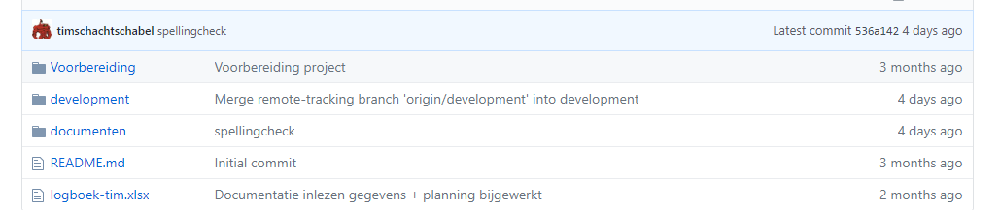 timschachtschabel spellingcheck Latest commit 536a142 4 days ago
Voorbereiding Voorbereiding project 3 months ago
development Merge remote-tracking branch 'origin/development' into development 4 days ago
documenten spellingcheck 4 days ago
README.md Initial commit 3 months ago
logboek-tim.xlsx Documentatie inlezen gegevens + planning bijgewerkt 2 months ago